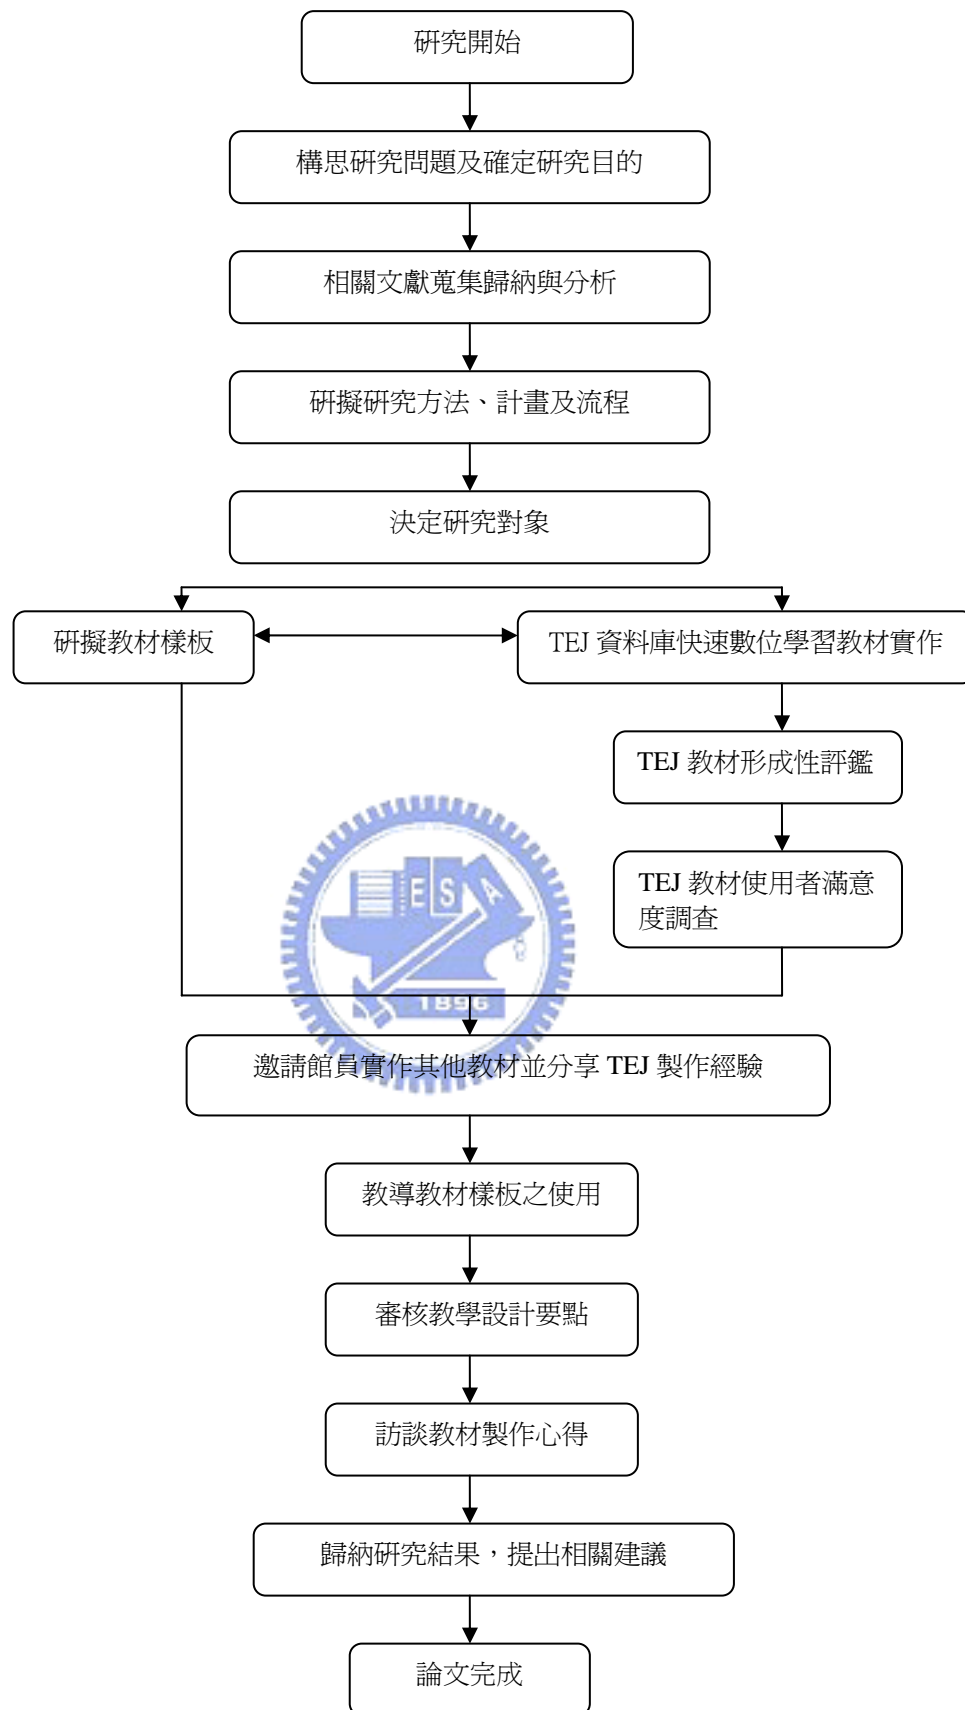 研究開始
構思研究問題及確定研究目的
相關文獻蒐集歸納與分析
研擬研究方法、計畫及流程
決定研究對象
研擬教材樣板
TEJ 資料庫快速數位學習教材實作
TEJ 教材形成性評鑑
TEJ 教材使用者滿意
度調查
ESA
1896
邀請館員實作其他教材並分享 TEJ 製作經驗
教導教材樣板之使用
審核教學設計要點
訪談教材製作心得
歸納研究結果，提出相關建議
論文完成